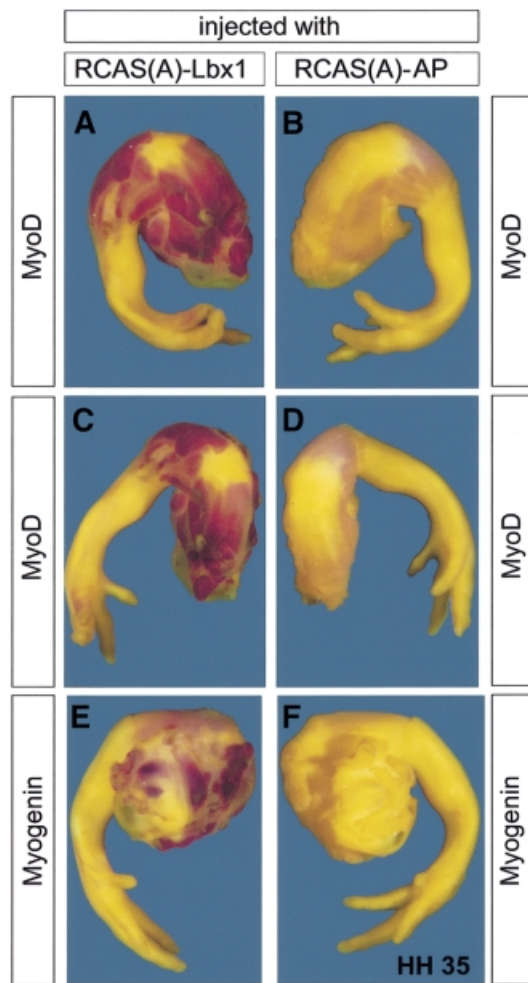 injected with
RCAS(A)-Lbx1
RCAS(A)-AP
MyoD
A
B
MyoD
MyoD
C
D
MyoD
Myogenin
E
F
Myogenin
HH 35